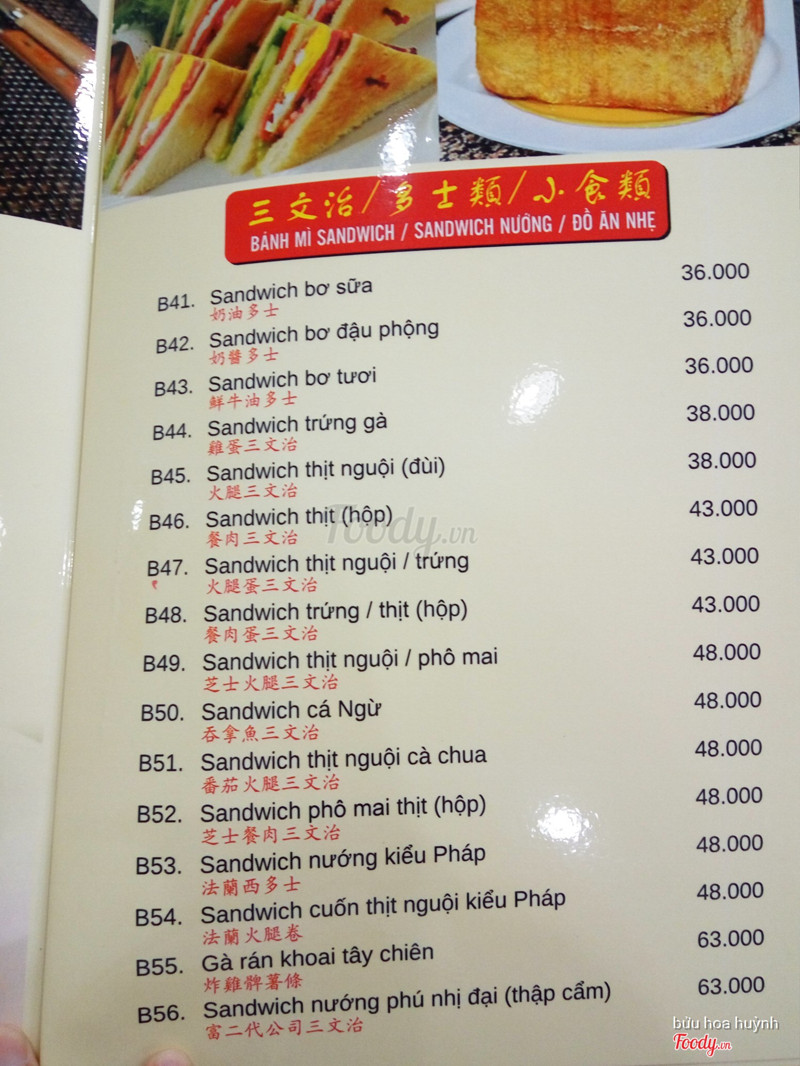 三文治/多士類/小食類
BÁNH MÌ SANDWICH / SANDWICH NƯỚNG / ĐỒ ĂN NHẸ
B41. Sandwich bơ sữa 36.000
奶油多士
B42. Sandwich bơ đậu phộng 36.000
奶醬多士
B43. Sandwich bơ tươi 36.000
鮮牛油多士
B44. Sandwich trứng gà 38.000
雞蛋三文治
B45. Sandwich thịt nguội (đùi) 38.000
火腿三文治
B46. Sandwich thịt (hộp) 43.000
餐肉三文治
B47. Sandwich thịt nguội / trứng 43.000
火腿蛋三文治
B48. Sandwich trứng / thịt (hộp) 43.000
餐肉蛋三文治
B49. Sandwich thịt nguội / phô mai 48.000
芝士火腿三文治
B50. Sandwich cá Ngừ 48.000
吞拿魚三文治
B51. Sandwich thịt nguội cà chua 48.000
番茄火腿三文治
B52. Sandwich phô mai thịt (hộp) 48.000
芝士餐肉三文治
B53. Sandwich nướng kiểu Pháp 48.000
法蘭西多士
B54. Sandwich cuốn thịt nguội kiểu Pháp 48.000
法蘭火腿卷
B55. Gà rán khoai tây chiên 63.000
炸雞髀薯條
B56. Sandwich nướng phú nhị đại (thập cẩm) 63.000
富二代公司三文治
Foody.vn
bửu hoa huỳnh
Foody.vn